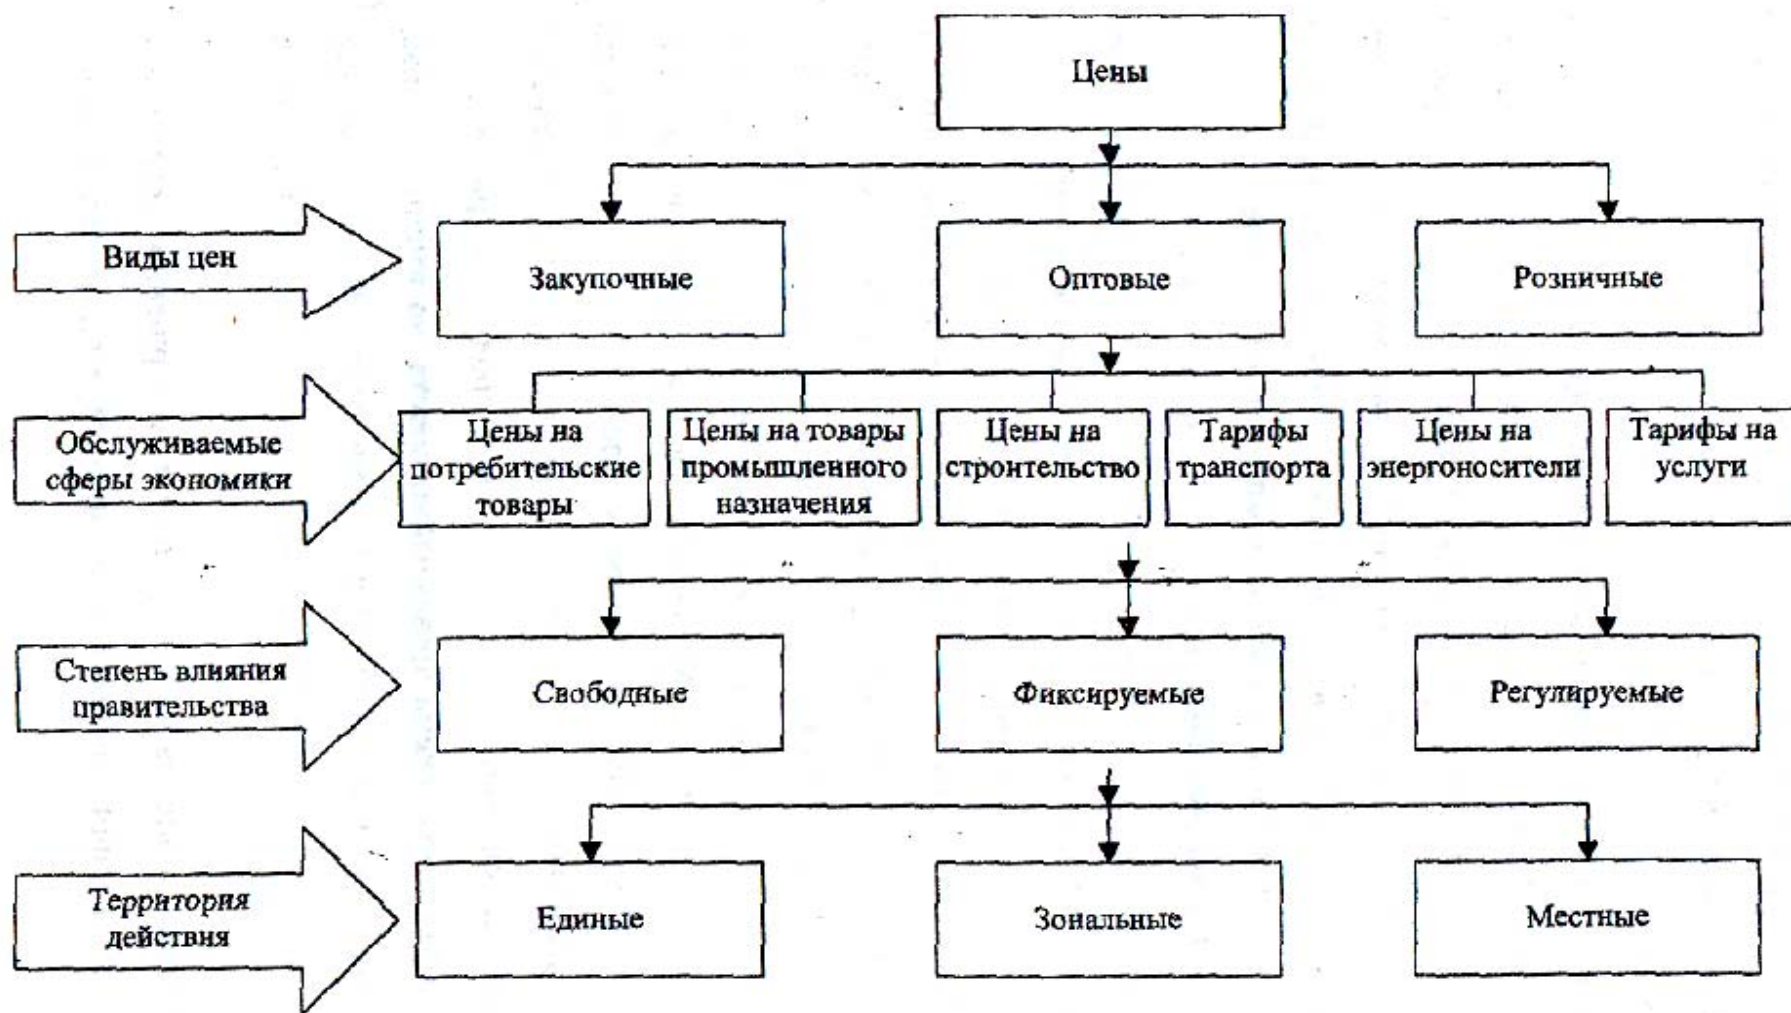 Цены
Виды цен
Закупочные
Оптовые
Розничные
Обслуживаемые
сферы экономики
Цены на
потребительские
товары
Цены на товары
промышленного
назначения
Цены на
строительство
Тарифы
транспорта
Цены на
энергоносители
Тарифы на
услуги
Степень влияния
правительства
Свободные
Фиксируемые
Регулируемые
Территория
действия
Единые
Зональные
Местные